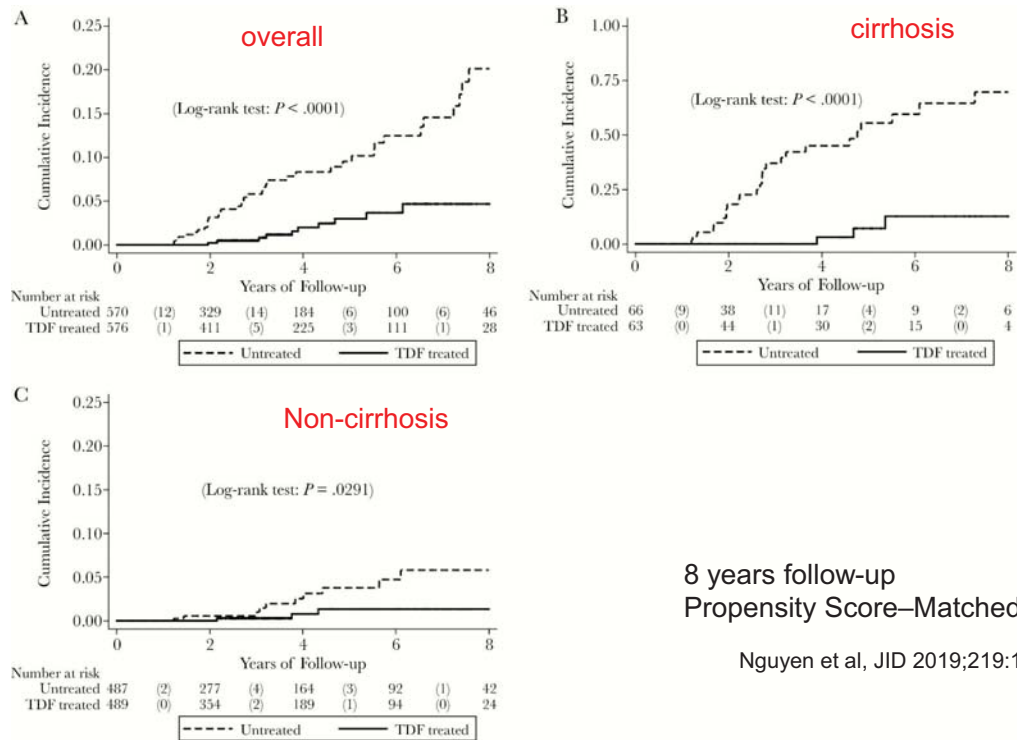 A
overall
0.25
0.20
0.15
0.10
0.05
0.00
Cumulative Incidence
(Log-rank test: P < .0001)
0 2 4 6 8
Years of Follow-up
Number at risk
Untreated 570 (12) 329 (14) 184 (6) 100 (6) 46
TDF treated 576 (1) 411 (5) 225 (3) 111 (1) 28
Untreated TDF treated
B
cirrhosis
1.00
0.75
0.50
0.25
0.00
Cumulative Incidence
(Log-rank test: P < .0001)
0 2 4 6 8
Years of Follow-up
Number at risk
Untreated 66 (9) 38 (11) 17 (4) 9 (2) 6
TDF treated 63 (0) 44 (1) 30 (2) 15 (0) 4
Untreated TDF treated
C
Non-cirrhosis
0.25
0.20
0.15
0.10
0.05
0.00
Cumulative Incidence
(Log-rank test: P = .0291)
0 2 4 6 8
Years of Follow-up
Number at risk
Untreated 487 (2) 277 (4) 164 (3) 92 (1) 42
TDF treated 489 (0) 354 (2) 189 (1) 94 (0) 24
Untreated TDF treated
8 years follow-up
Propensity Score–Matched
Nguyen et al, JID 2019;219:1